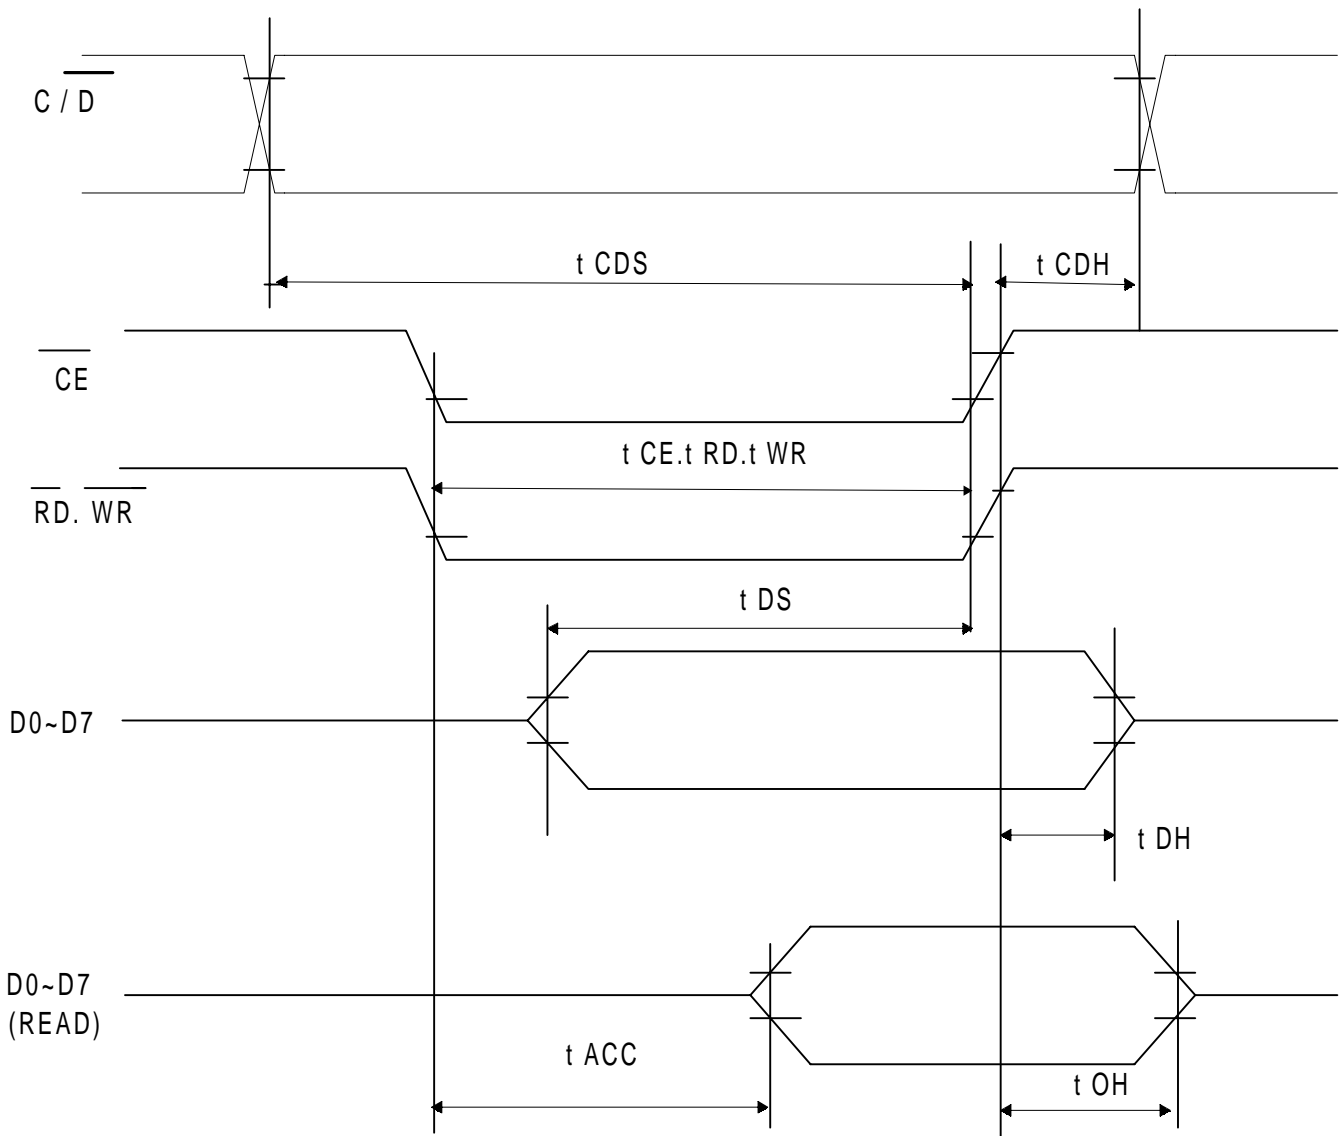 C / D
t CDS
t CDH
CE
t CE.t RD.t WR
RD. WR
t DS
D0~D7
t DH
D0~D7
(READ)
t ACC
t OH